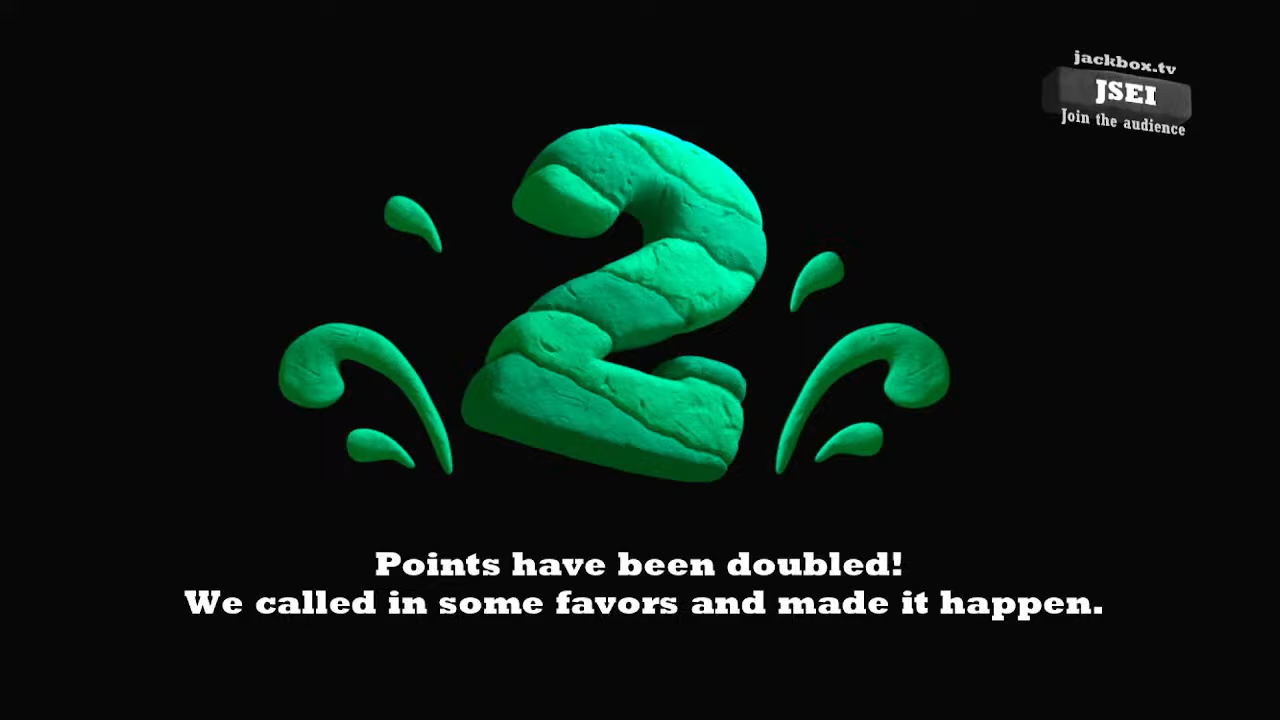 jackbox.tv
JSEI
Join the audience
2
Points have been doubled!
We called in some favors and made it happen.